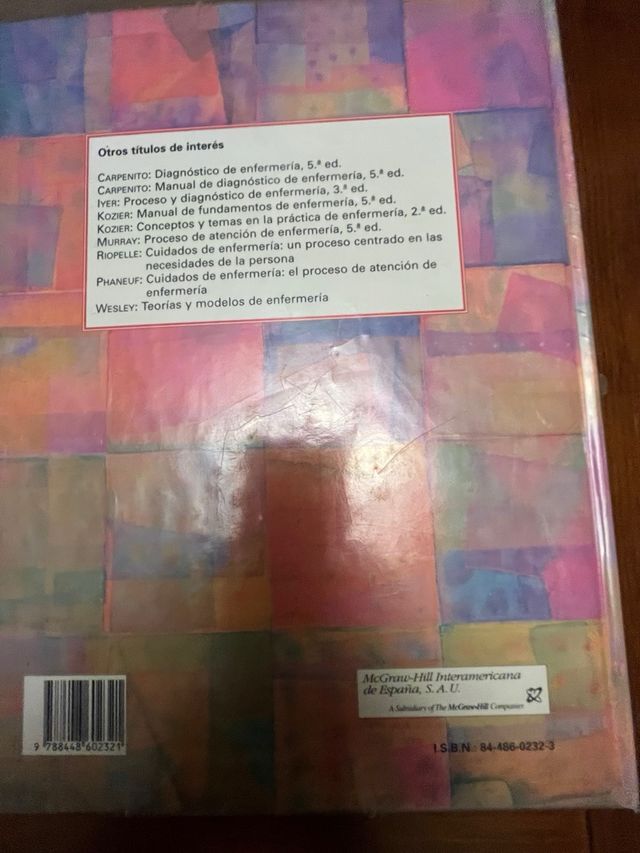 Otros títulos de interés
CARPENITO: Diagnóstico de enfermería, 5.ª ed.
CARPENITO: Manual de diagnóstico de enfermería, 5.ª ed.
IYER: Proceso y diagnóstico de enfermería, 3.ª ed.
KOZIER: Manual de fundamentos de enfermería, 5.ª ed.
KOZIER: Conceptos y temas en la práctica de enfermería, 2.ª ed.
MURRAY: Proceso de atención de enfermería, 5.ª ed.
RIOPELLE: Cuidados de enfermería: un proceso centrado en las
necesidades de la persona
PHANEUF: Cuidados de enfermería: el proceso de atención de
enfermería
WESLEY: Teorías y modelos de enfermería
McGraw-Hill Interamericana
de España, S. A. U.
A Subsidiary of The McGraw-Hill Companies
9 788448 602321
I.S.B.N.: 84-486-0232-3